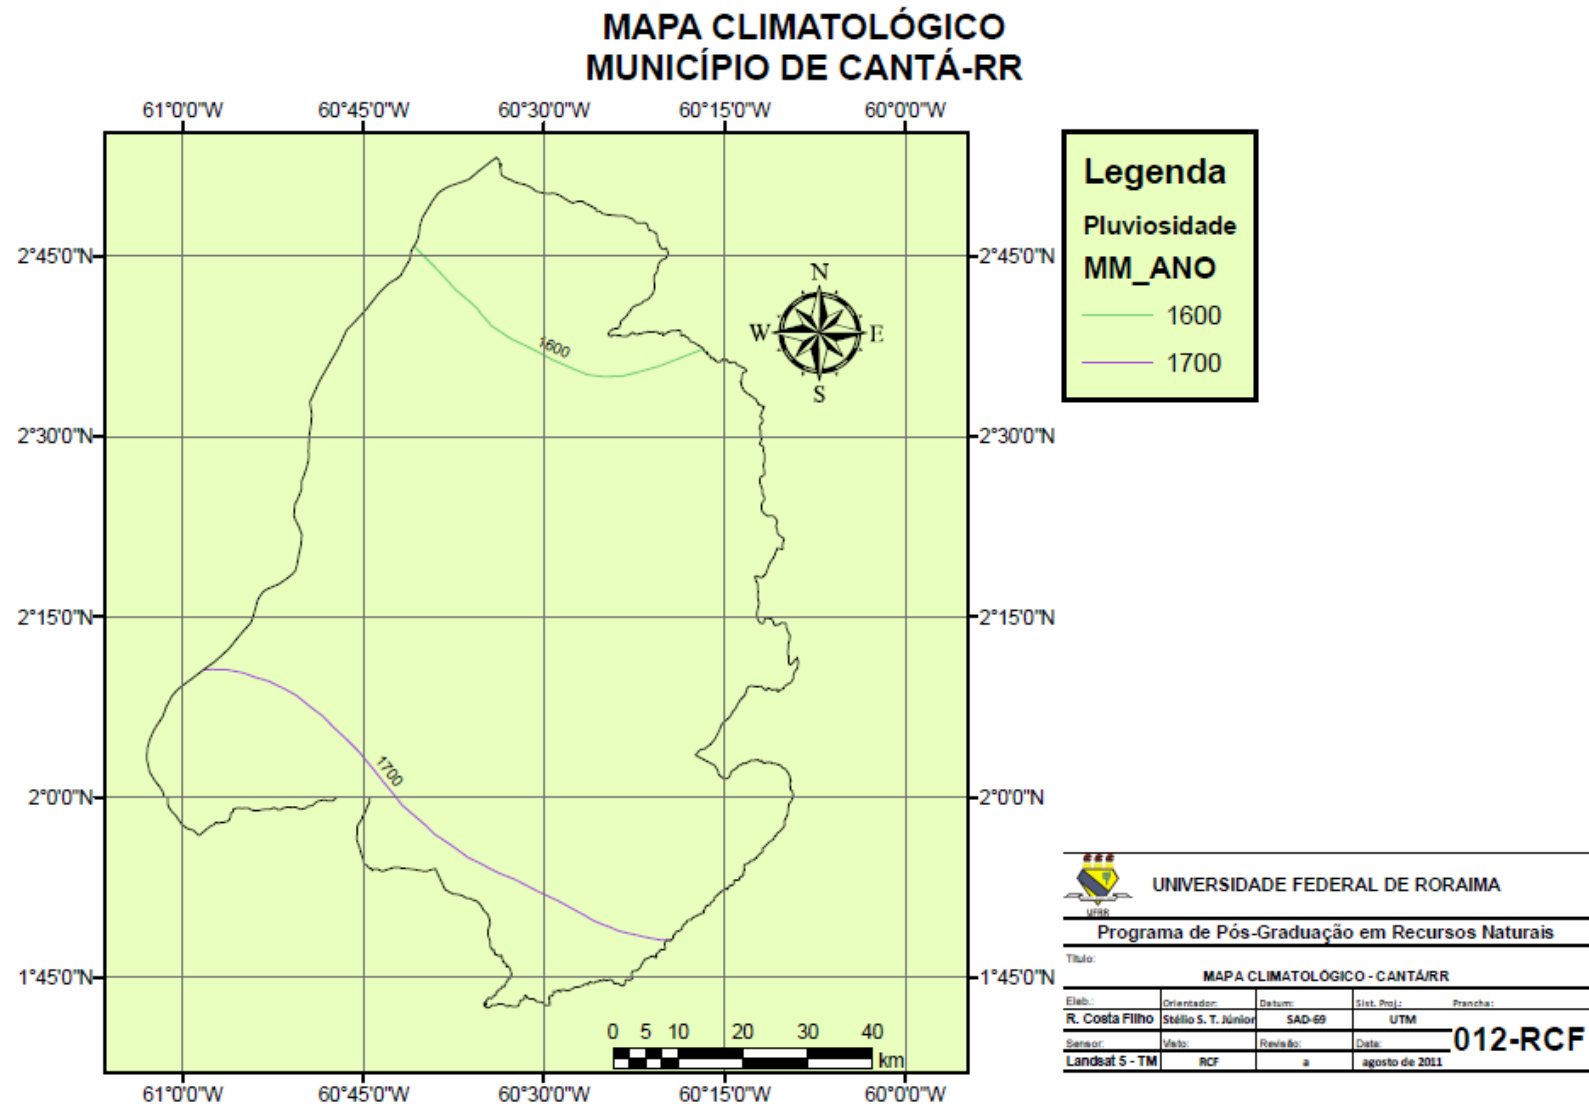 MAPA CLIMATOLÓGICO
MUNICÍPIO DE CANTÁ-RR
61°0'0"W 60°45'0"W 60°30'0"W 60°15'0"W 60°0'0"W
2°45'0"N 2°45'0"N
2°30'0"N 2°30'0"N
2°15'0"N 2°15'0"N
2°0'0"N 2°0'0"N
1°45'0"N 1°45'0"N
N
W E
S
1600
1700
0 5 10 20 30 40
km
61°0'0"W 60°45'0"W 60°30'0"W 60°15'0"W 60°0'0"W
Legenda
Pluviosidade
MM_ANO
1600
1700
UFRR
UNIVERSIDADE FEDERAL DE RORAIMA
Programa de Pós-Graduação em Recursos Naturais
Título:
MAPA CLIMATOLÓGICO - CANTÁ/RR
Elab.: Orientador: Datum: Sist. Proj.: Prancha:
R. Costa Filho Stélio S. T. Júnior SAD-69 UTM
012-RCF
Sensor: Visto: Revisão: Data:
Landsat 5 - TM RCF a agosto de 2011